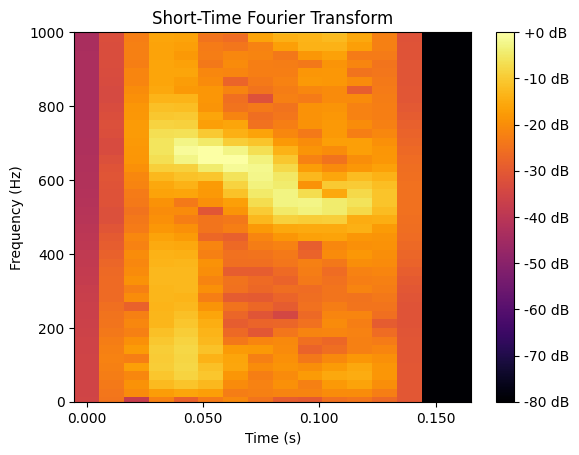 Short-Time Fourier Transform
1000
800
600
400
200
0
Frequency (Hz)
0.000
0.050
0.100
0.150
Time (s)
+0 dB
-10 dB
-20 dB
-30 dB
-40 dB
-50 dB
-60 dB
-70 dB
-80 dB